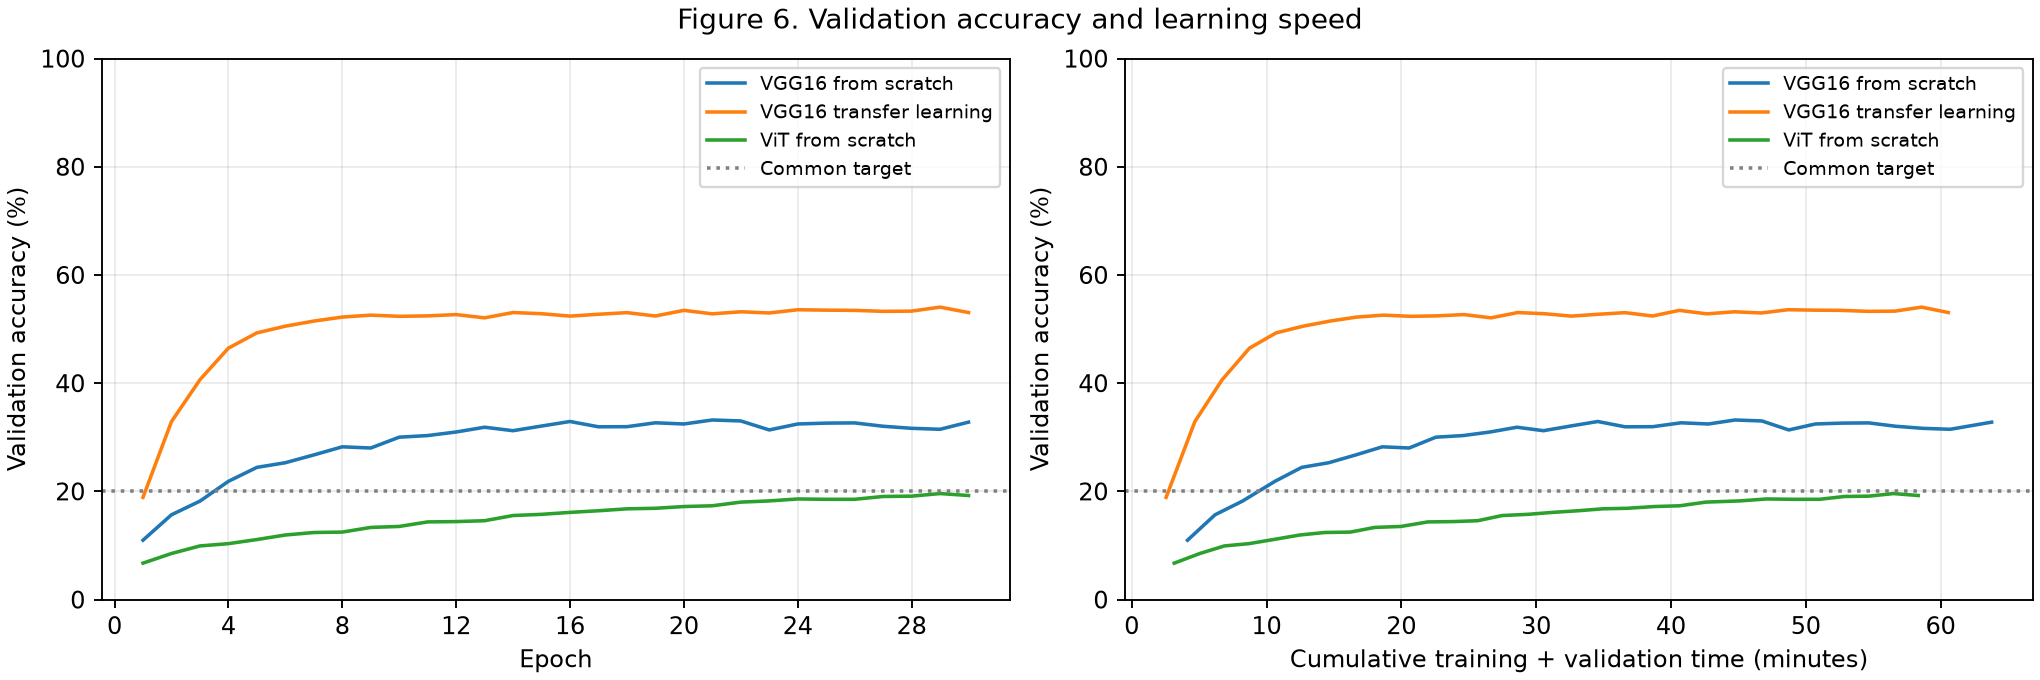 Figure 6. Validation accuracy and learning speed
Validation accuracy (%)
100
80
60
40
20
0
VGG16 from scratch
VGG16 transfer learning
ViT from scratch
Common target
0 4 8 12 16 20 24 28
Epoch
Validation accuracy (%)
100
80
60
40
20
0
VGG16 from scratch
VGG16 transfer learning
ViT from scratch
Common target
0 10 20 30 40 50 60
Cumulative training + validation time (minutes)